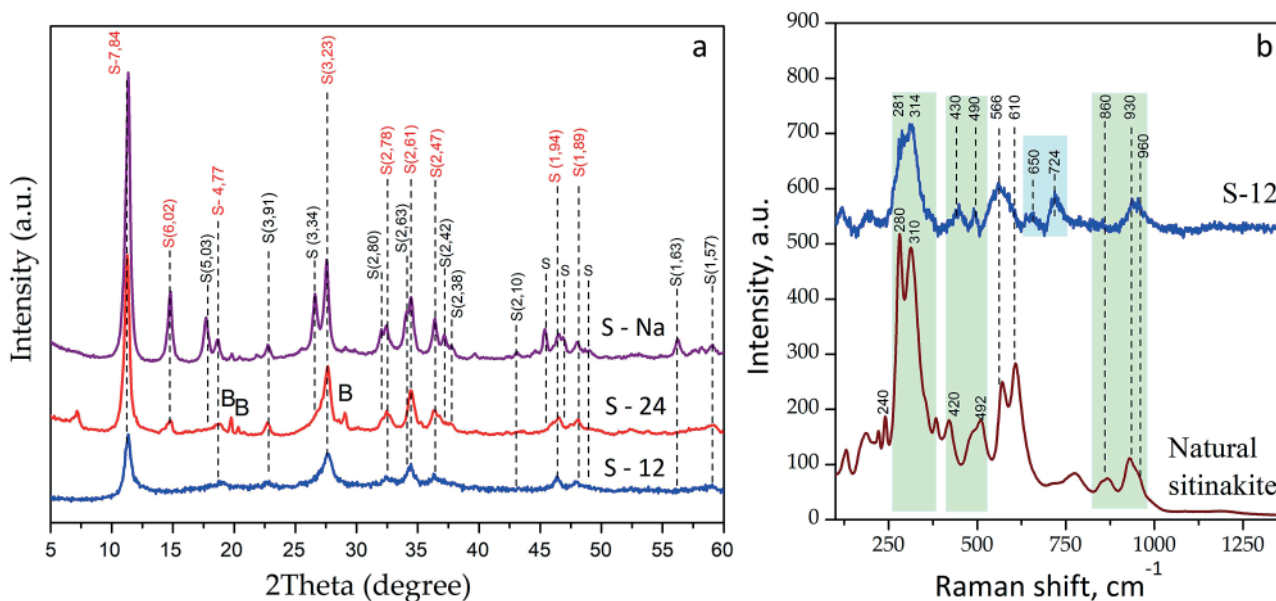 a
S-7,84
S(6,02)
S(5,03)
S- 4,77
S(3,91)
S (3,34)
S(3,23)
S(2,80)
S(2,78)
S(2,63)
S(2,61)
S(2,47)
S(2,42)
S(2,38)
S(2,10)
S
S (1,94)
S
S(1,89)
S
S(1,63)
S(1,57)
S - Na
B
B
B
S - 24
S - 12
Intensity (a.u.)
5 10 15 20 25 30 35 40 45 50 55 60
2Theta (degree)
b
900
800
700
600
500
400
300
200
100
0
Intensity, a.u.
281
314
430
490
566
610
650
724
860
930
960
S-12
240
280
310
420
492
Natural
sitinakite
250 500 750 1000 1250
Raman shift, cm-1